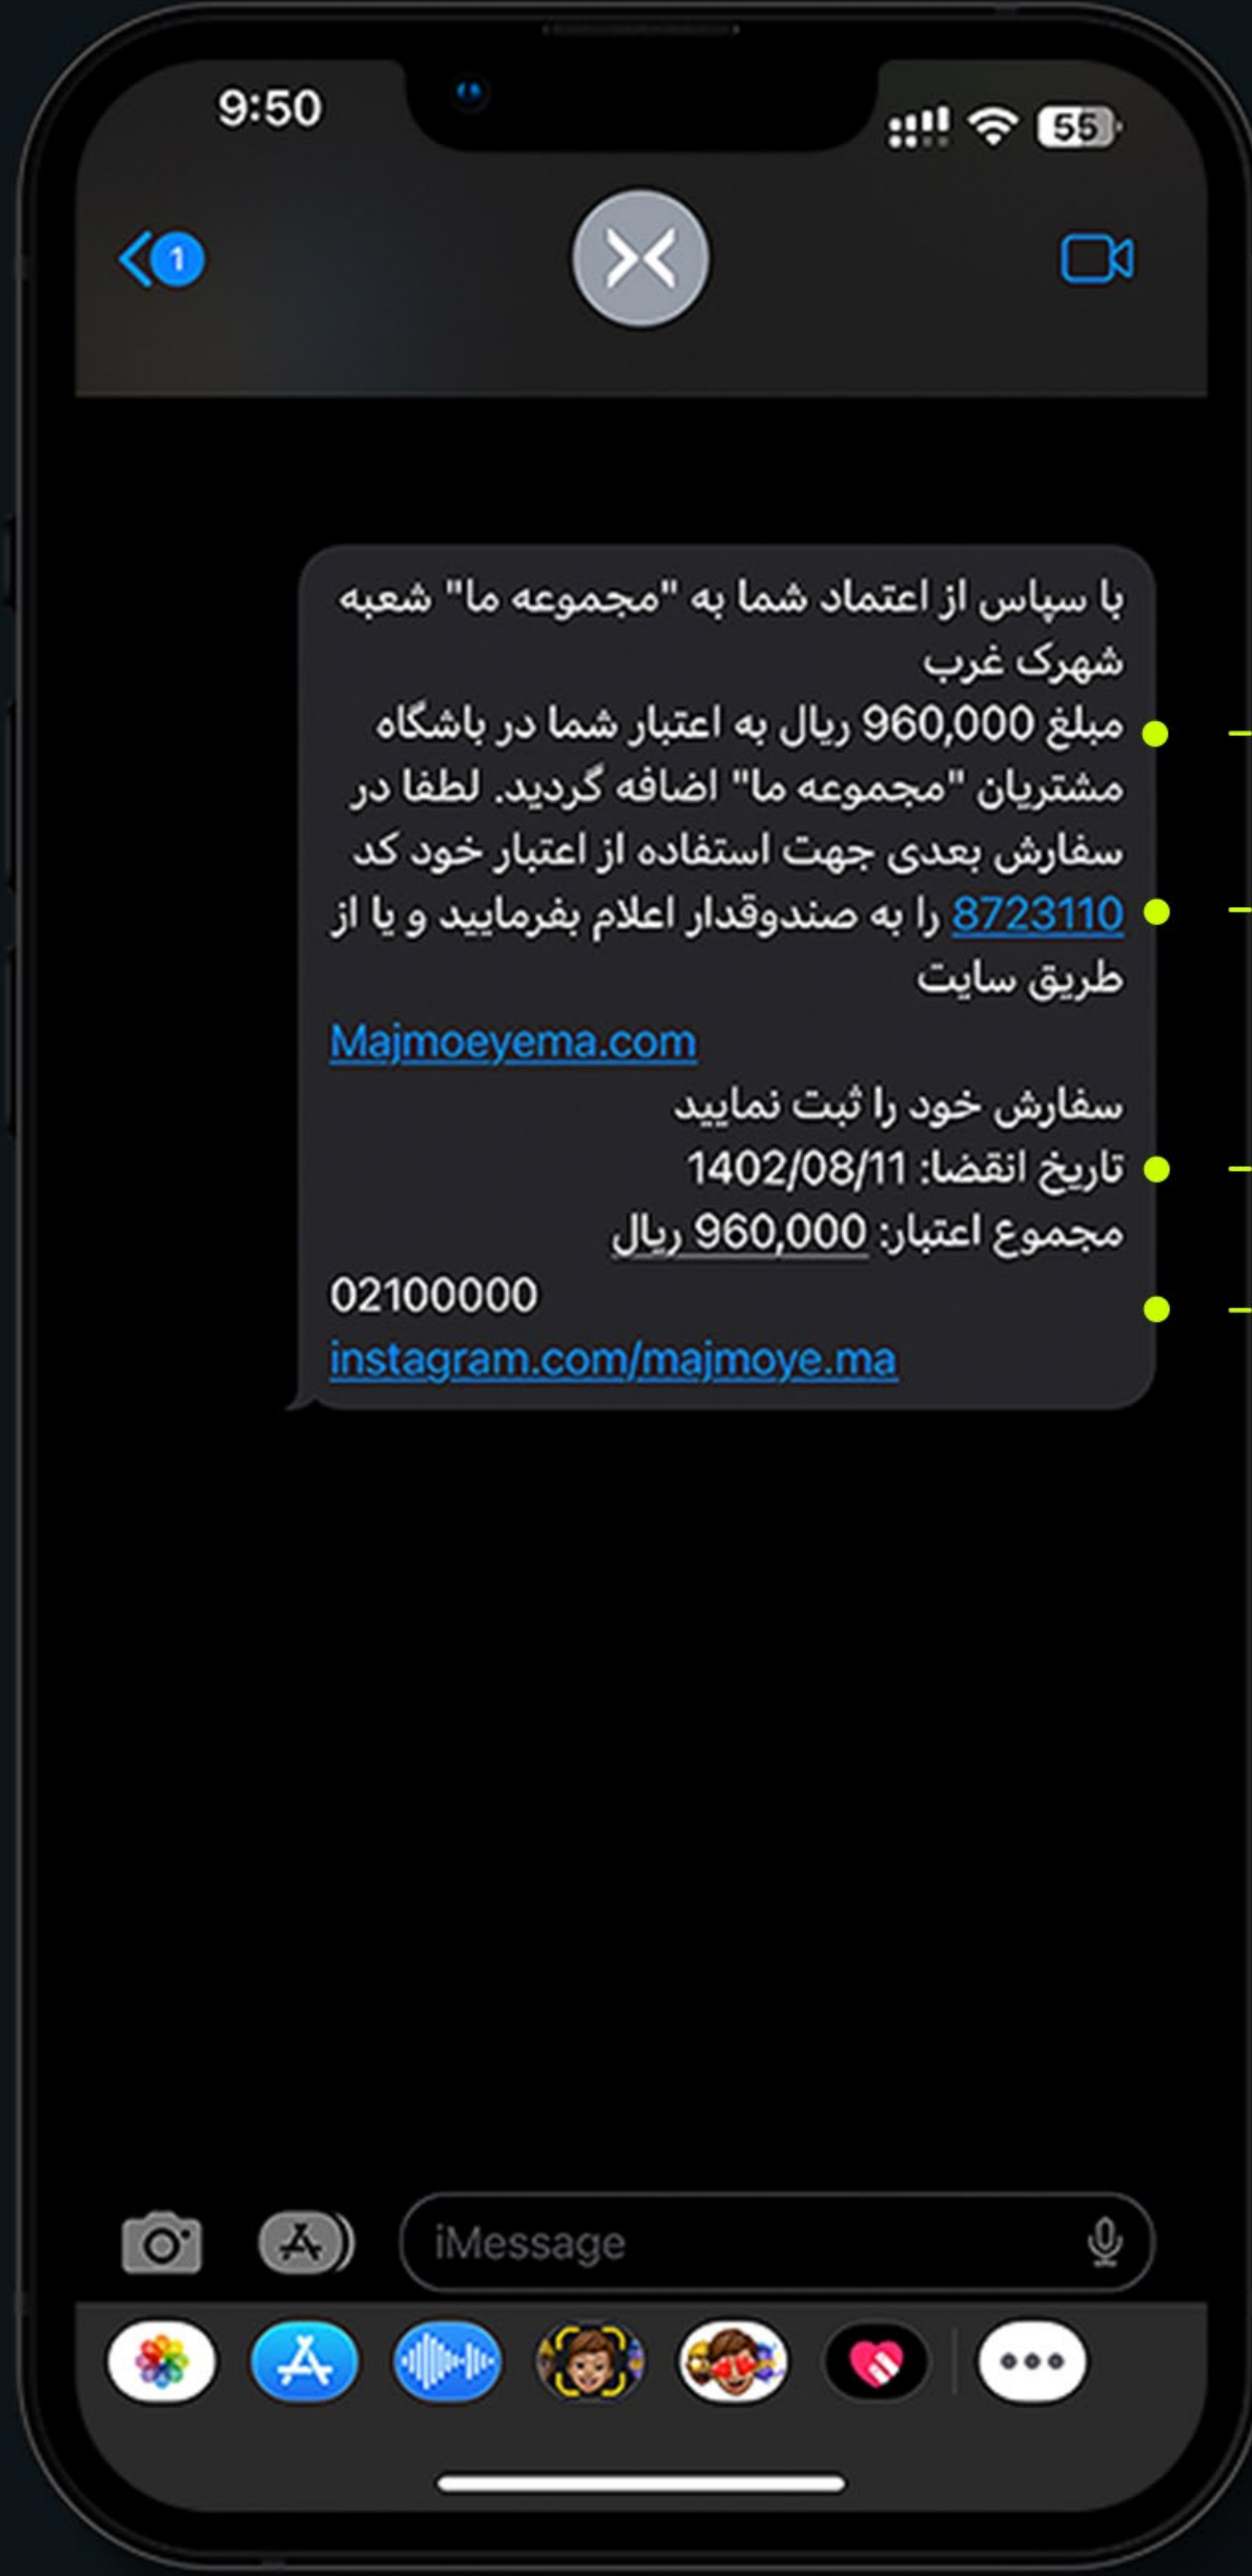 9:50
55
1
با سپاس از اعتماد شما به "مجموعه ما" شعبه
شهرک غرب
مبلغ 960,000 ریال به اعتبار شما در باشگاه
مشتریان "مجموعه ما" اضافه گردید. لطفا در
سفارش بعدی جهت استفاده از اعتبار خود کد
8723110 را به صندوقدار اعلام بفرمایید و یا از
طریق سایت
Majmoeyema.com
سفارش خود را ثبت نمایید
تاریخ انقضا: 1402/08/11
مجموع اعتبار: 960,000 ریال
02100000
instagram.com/majmoye.ma
iMessage